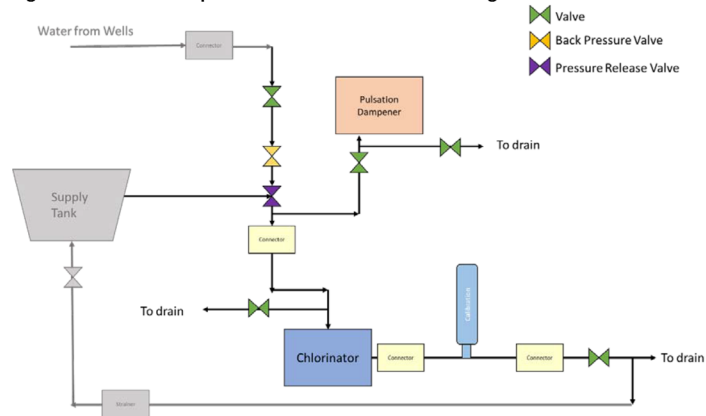 Valve
Water from Wells
Back Pressure Valve
Connector
Pressure Release Valve
Pulsation
Dampener
To drain
Supply
Tank
Connector
To drain
Calibration
Chlorinator
Connector
Connector
To drain